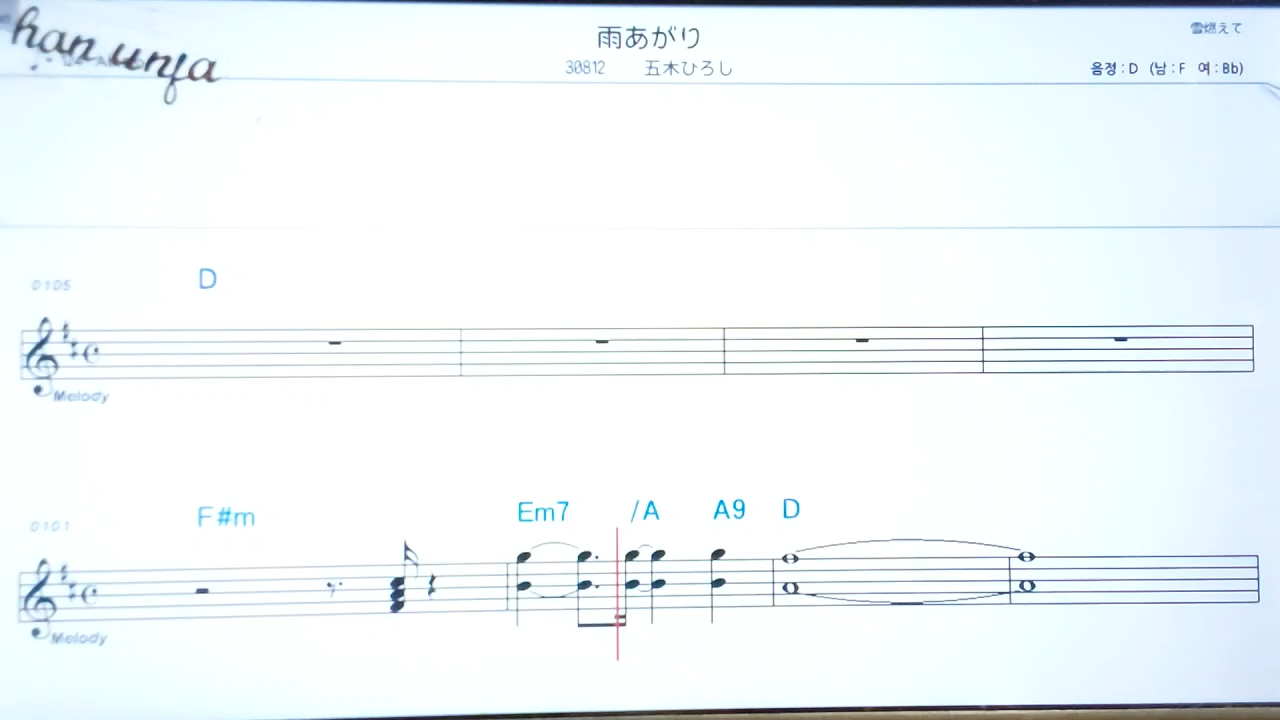 han unfa
雨あがり
雪燃えて
30812 五木ひろし
음정:D (남:F 여:Bb)
0105
D
Melody
0101
F#m Em7 /A A9 D
Melody